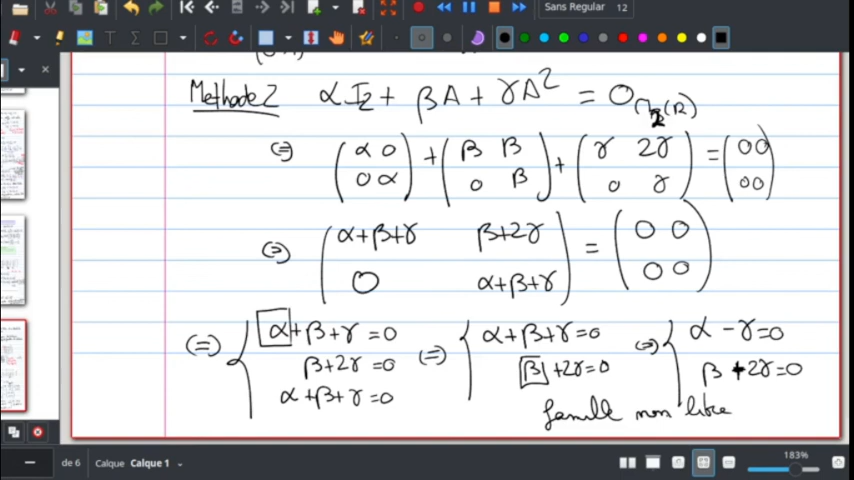 Sans Regular 12
Methode 2 αI₂ + βA + γA² = 0_{M₂(R)}
⇔ (α 0 ; 0 α) + (β β ; 0 β) + (γ 2γ ; 0 γ) = (0 0 ; 0 0)
⇔ (α+β+γ β+2γ ; 0 α+β+γ) = (0 0 ; 0 0)
⇔ { α+β+γ=0 ; β+2γ=0 ; α+β+γ=0 ⇔ { α+β+γ=0 ; β+2γ=0 ⇔ { α-γ=0 ; β+2γ=0
famille non libre
de 6 Calque Calque 1 183%